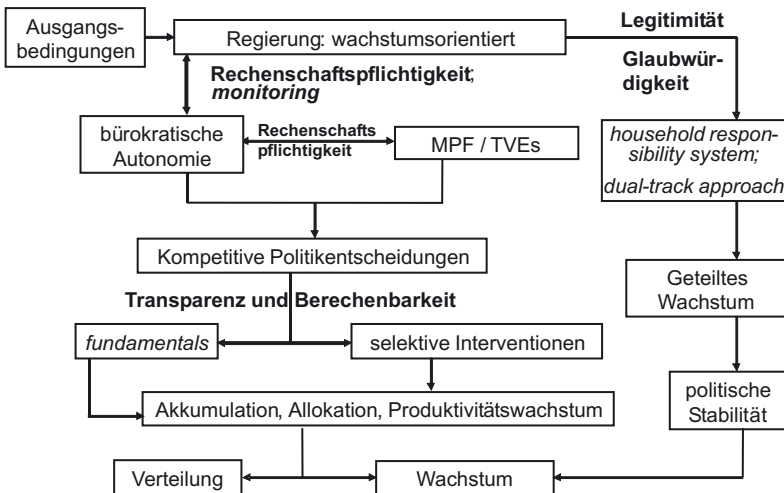 Ausgangs-
bedingungen
Regierung: wachstumsorientiert
Legitimität
Glaubwür-
digkeit
Rechenschaftspflichtigkeit;
monitoring
bürokratische
Autonomie
Rechenschafts
pflichtigkeit
MPF / TVEs
household respon-
sibility system;
dual-track approach
Kompetitive Politikentscheidungen
Geteiltes
Wachstum
Transparenz und Berechenbarkeit
fundamentals
selektive Interventionen
politische
Stabilität
Akkumulation, Allokation, Produktivitätswachstum
Verteilung
Wachstum